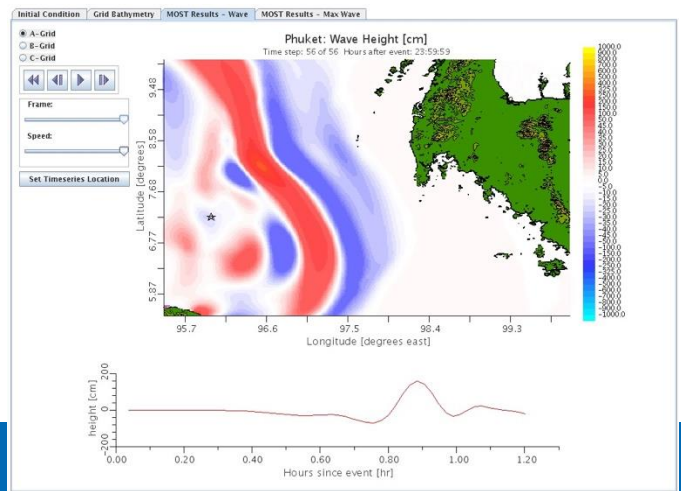 Initial Condition Grid Bathymetry MOST Results - Wave MOST Results - Max Wave
A-Grid
B-Grid
C-Grid
Frame:
Speed:
Set Timeseries Location
Phuket: Wave Height [cm]
Time step: 56 of 56 Hours after event: 23:59:59
Latitude [degrees]
9.48
8.58
7.68
6.77
5.87
95.7 96.6 97.5 98.4 99.3
Longitude [degrees east]
1000.0
-1000.0
height [cm]
200
0
-200
0.00 0.20 0.40 0.60 0.80 1.00 1.20
Hours since event [hr]